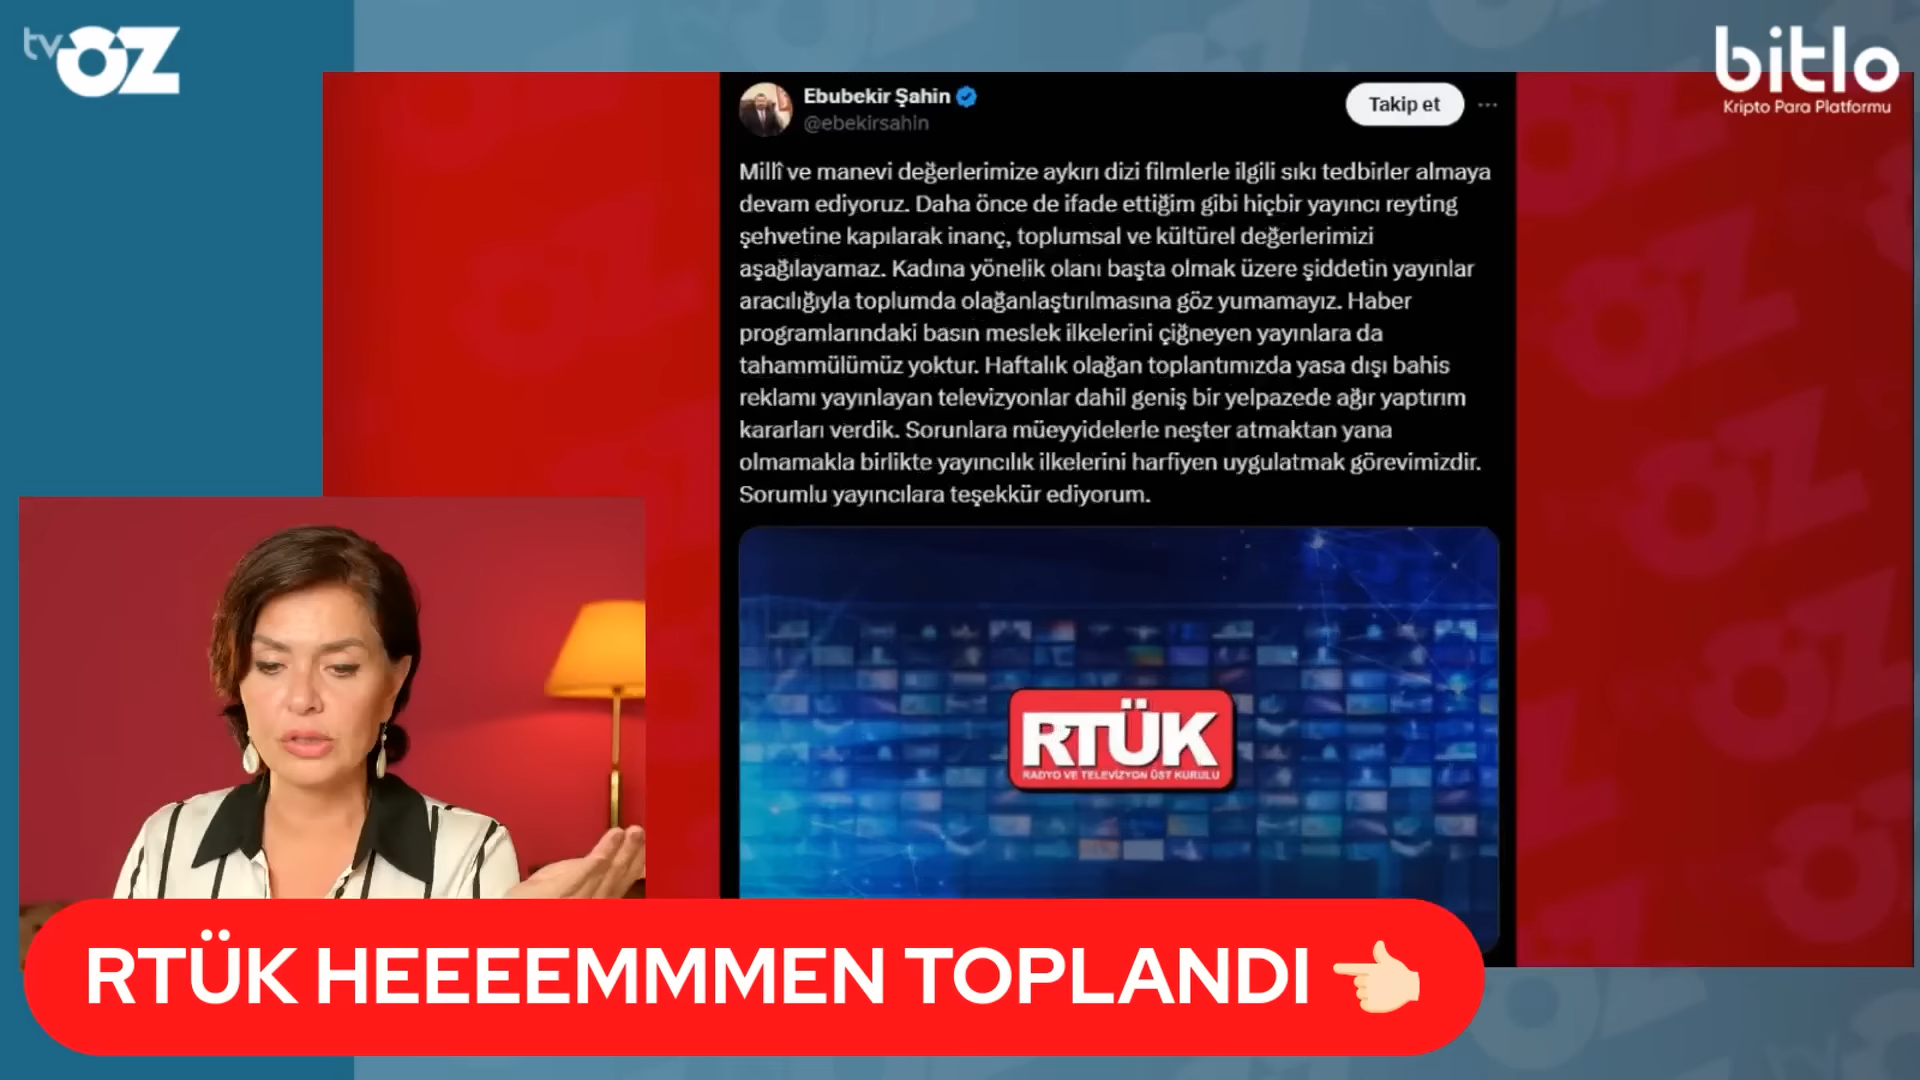 tv ÖZ
bitlo
Kripto Para Platformu
Ebubekir Şahin
@ebekirsahin
Takip et
Millî ve manevi değerlerimize aykırı dizi filmlerle ilgili sıkı tedbirler almaya
devam ediyoruz. Daha önce de ifade ettiğim gibi hiçbir yayıncı reyting
şehvetine kapılarak inanç, toplumsal ve kültürel değerlerimizi
aşağılayamaz. Kadına yönelik olanı başta olmak üzere şiddetin yayınlar
aracılığıyla toplumda olağanlaştırılmasına göz yumamayız. Haber
programlarındaki basın meslek ilkelerini çiğneyen yayınlara da
tahammülümüz yoktur. Haftalık olağan toplantımızda yasa dışı bahis
reklamı yayınlayan televizyonlar dahil geniş bir yelpazede ağır yaptırım
kararları verdik. Sorunlara müeyyidelerle neşter atmaktan yana
olmamakla birlikte yayıncılık ilkelerini harfiyen uygulatmak görevimizdir.
Sorumlu yayıncılara teşekkür ediyorum.
RTÜK
RADYO VE TELEVİZYON ÜST KURULU
RTÜK HEEEEMMMEN TOPLANDI 👈🏻